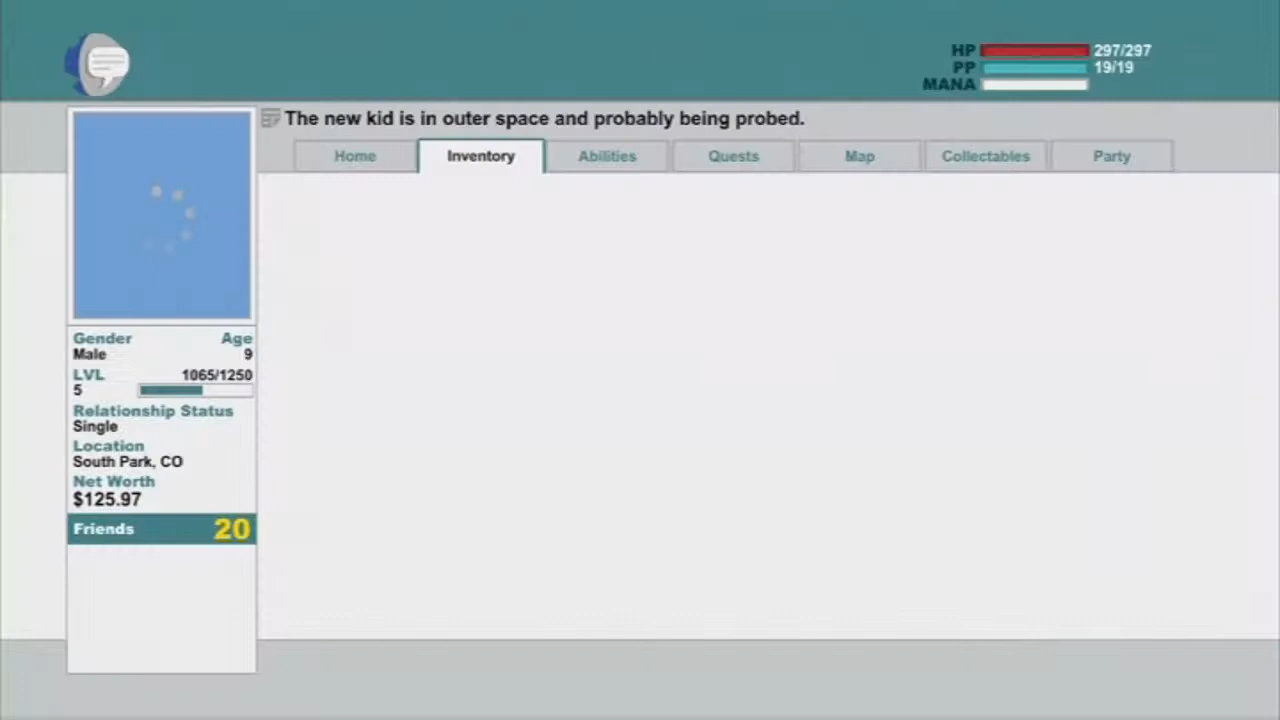 HP 297/297
PP 19/19
MANA
The new kid is in outer space and probably being probed.
Home Inventory Abilities Quests Map Collectables Party
Gender Age
Male 9
LVL 1065/1250
5
Relationship Status
Single
Location
South Park, CO
Net Worth
$125.97
Friends 20